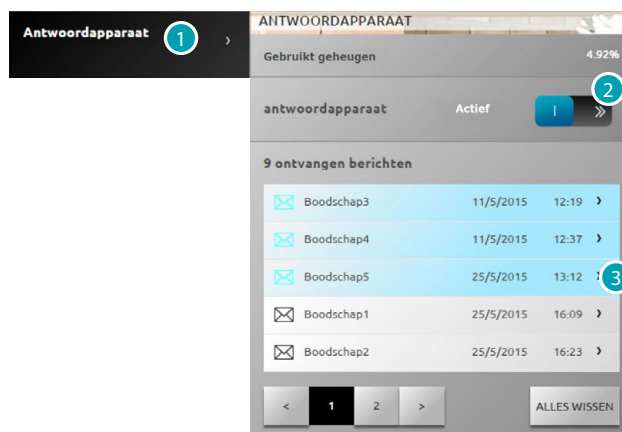 Antwoordapparaat 1 ›
ANTWOORDAPPARAAT
Gebruikt geheugen 4.92%
2
antwoordapparaat Actief I »
9 ontvangen berichten
Boodschap3 11/5/2015 12:19 ›
Boodschap4 11/5/2015 12:37 ›
Boodschap5 25/5/2015 13:12 › 3
Boodschap1 25/5/2015 16:09 ›
Boodschap2 25/5/2015 16:23 ›
< 1 2 > ALLES WISSEN